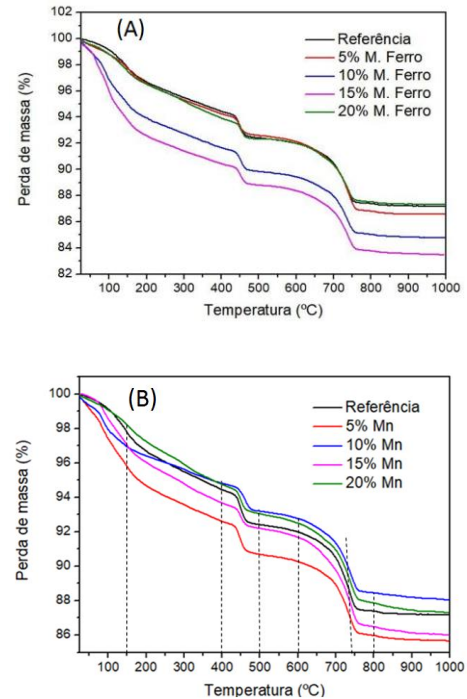 (A)
Referência
5% M. Ferro
10% M. Ferro
15% M. Ferro
20% M. Ferro
Perda de massa (%)
100
98
96
94
92
90
88
86
84
82
100 200 300 400 500 600 700 800 900 1000
Temperatura (ºC)
(B)
Referência
5% Mn
10% Mn
15% Mn
20% Mn
Perda de massa (%)
100
98
96
94
92
90
88
86
100 200 300 400 500 600 700 800 900 1000
Temperatura (ºC)